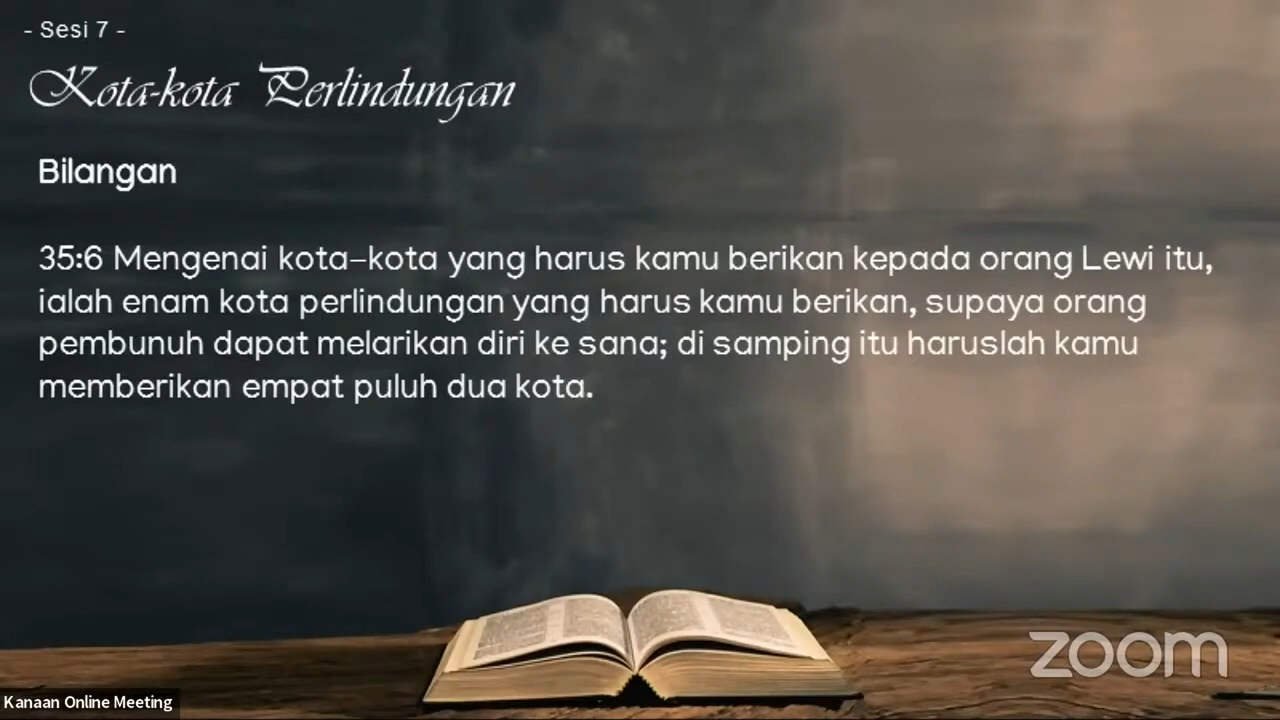 - Sesi 7 -
Kota-kota Perlindungan
Bilangan
35:6 Mengenai kota-kota yang harus kamu berikan kepada orang Lewi itu,
ialah enam kota perlindungan yang harus kamu berikan, supaya orang
pembunuh dapat melarikan diri ke sana; di samping itu haruslah kamu
memberikan empat puluh dua kota.
zoom
Kanaan Online Meeting